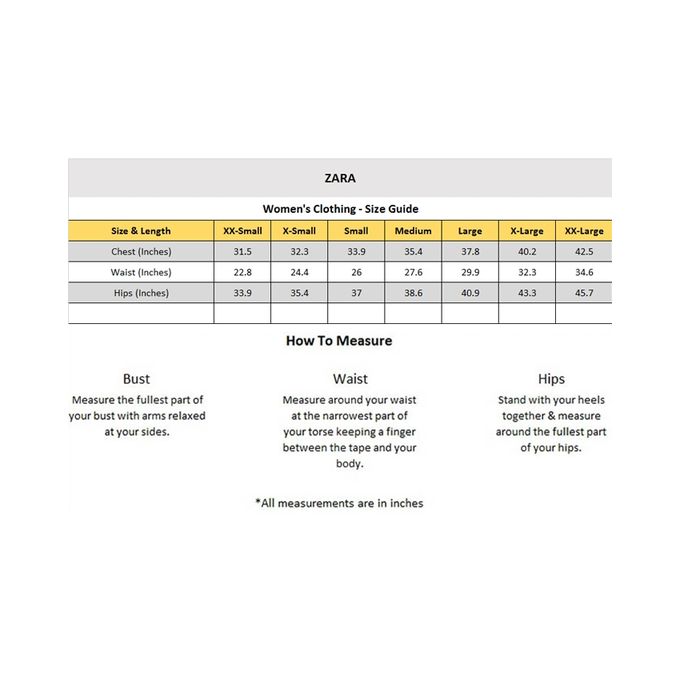 ZARA
Women's Clothing - Size Guide
Size & Length XX-Small X-Small Small Medium Large X-Large XX-Large
Chest (Inches) 31.5 32.3 33.9 35.4 37.8 40.2 42.5
Waist (Inches) 22.8 24.4 26 27.6 29.9 32.3 34.6
Hips (Inches) 33.9 35.4 37 38.6 40.9 43.3 45.7
How To Measure
Bust
Measure the fullest part of
your bust with arms relaxed
at your sides.
Waist
Measure around your waist
at the narrowest part of
your torse keeping a finger
between the tape and your
body.
Hips
Stand with your heels
together & measure
around the fullest part
of your hips.
*All measurements are in inches